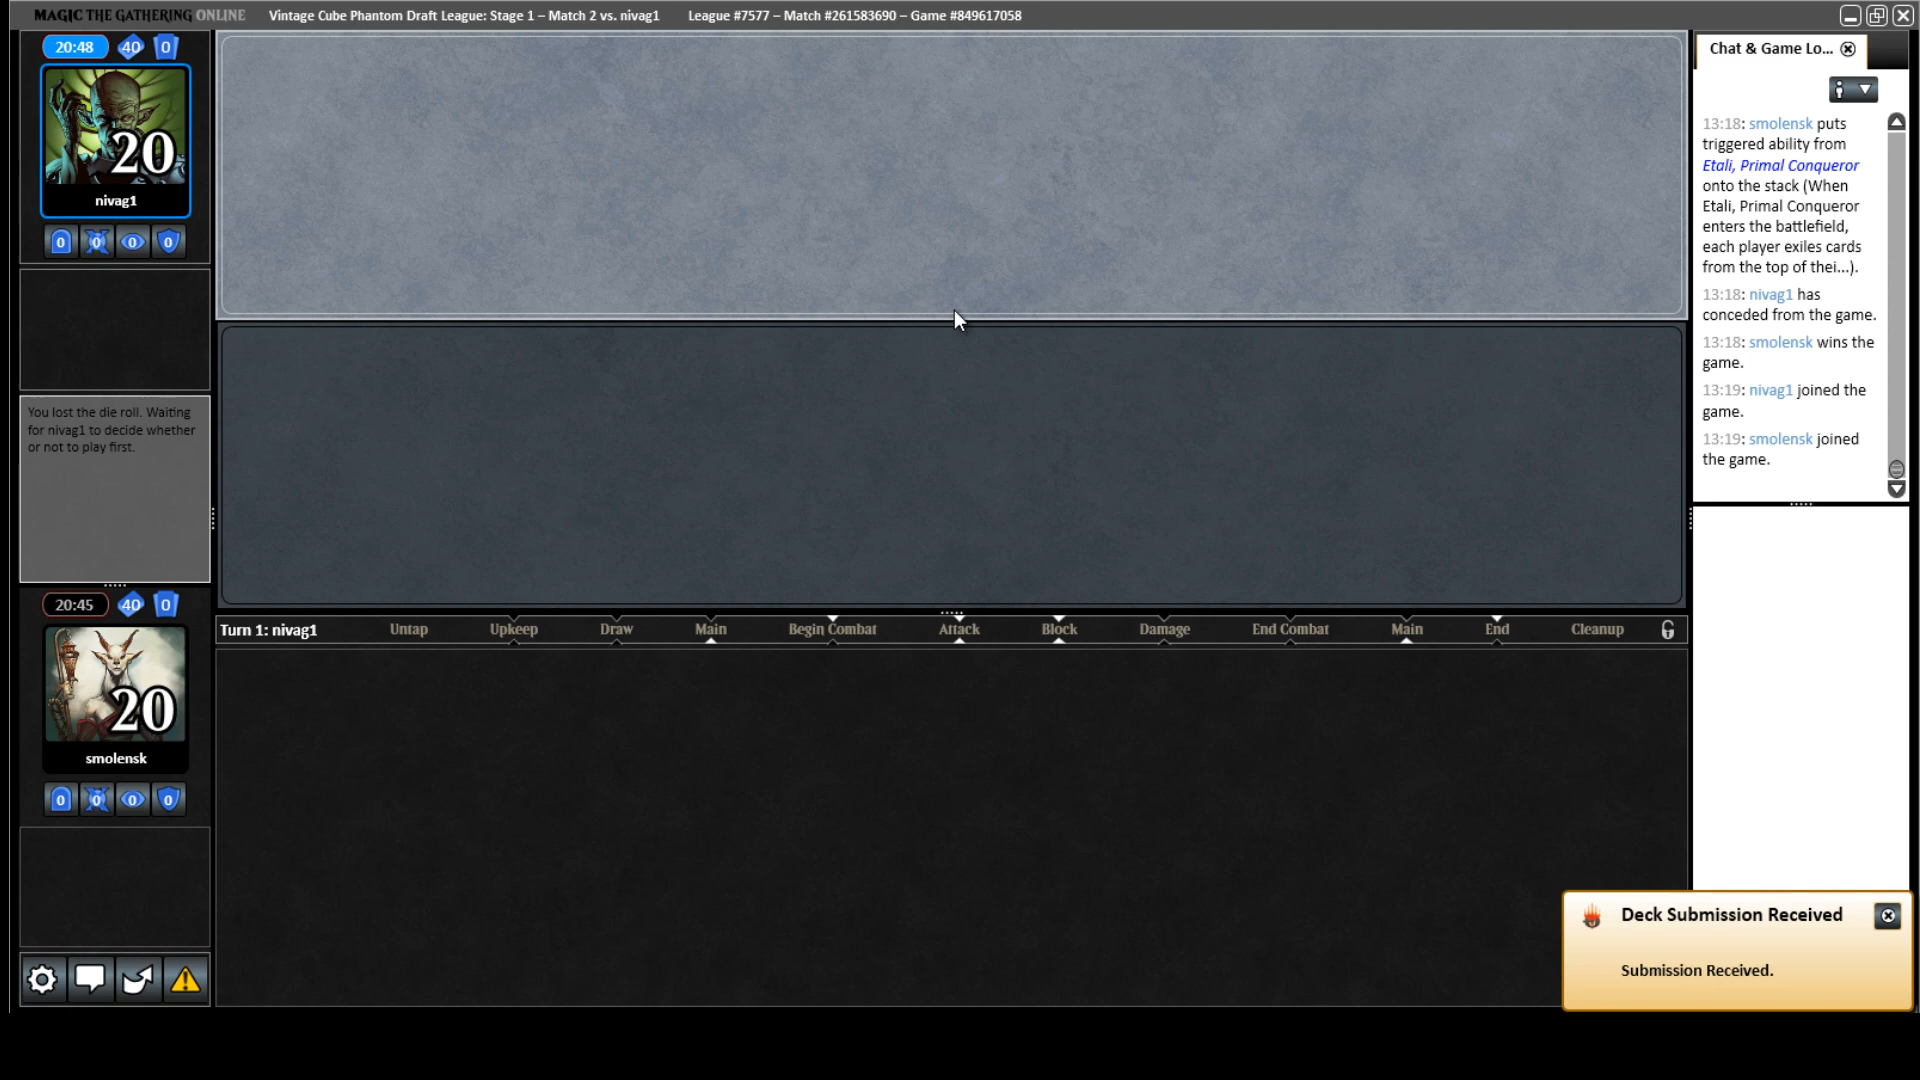 MAGIC THE GATHERING ONLINE
Vintage Cube Phantom Draft League: Stage 1 – Match 2 vs. nivag1
League #7577 – Match #261583690 – Game #849617058
20:48
40
0
20
nivag1
0
0
0
0
You lost the die roll. Waiting
for nivag1 to decide whether
or not to play first.
20:45
40
0
20
smolensk
0
0
0
0
Turn 1: nivag1
Untap
Upkeep
Draw
Main
Begin Combat
Attack
Block
Damage
End Combat
Main
End
Cleanup
Chat & Game Lo...
13:18: smolensk puts
triggered ability from
Etali, Primal Conqueror
onto the stack (When
Etali, Primal Conqueror
enters the battlefield,
each player exiles cards
from the top of thei...).
13:18: nivag1 has
conceded from the game.
13:18: smolensk wins the
game.
13:19: nivag1 joined the
game.
13:19: smolensk joined
the game.
Deck Submission Received
Submission Received.